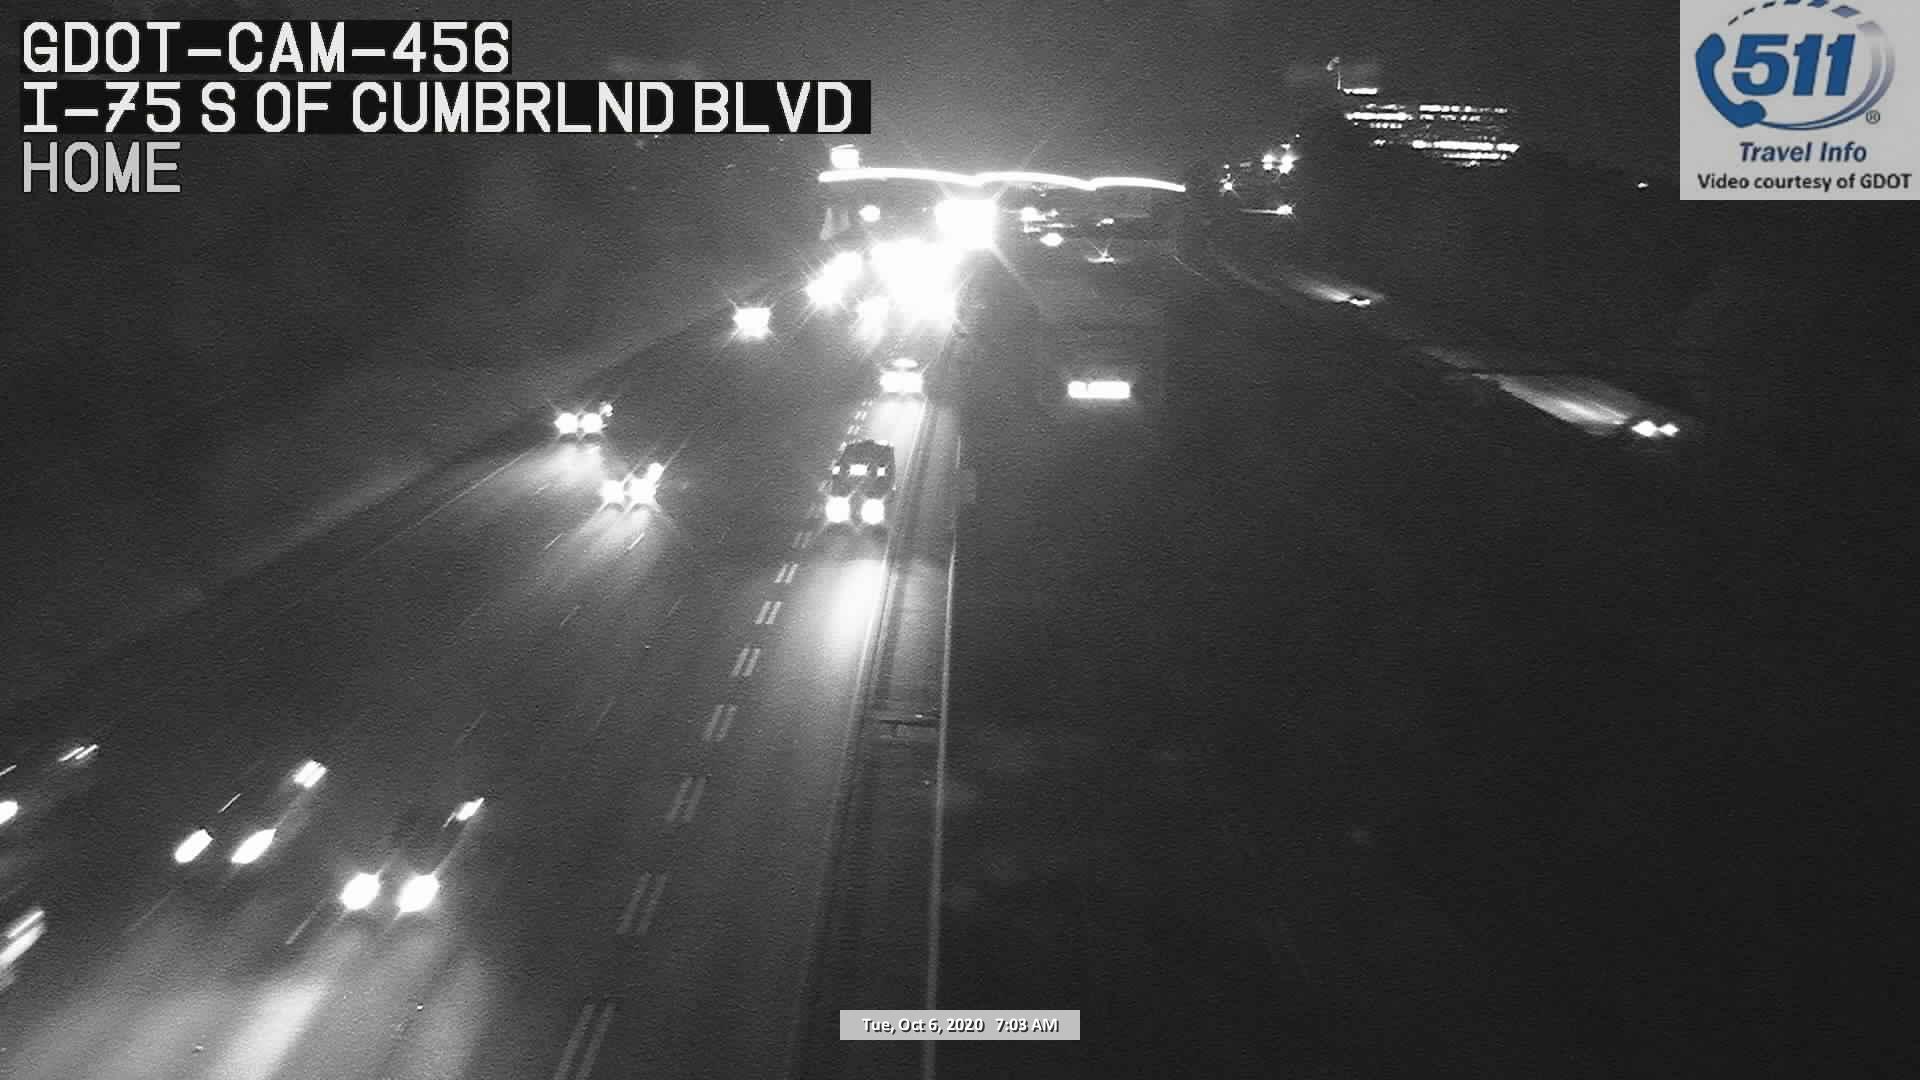 GDOT-CAM-456
I-75 S OF CUMBRLND BLVD
HOME
511
®
Travel Info
Video courtesy of GDOT
Tue, Oct 6, 2020 7:03 AM